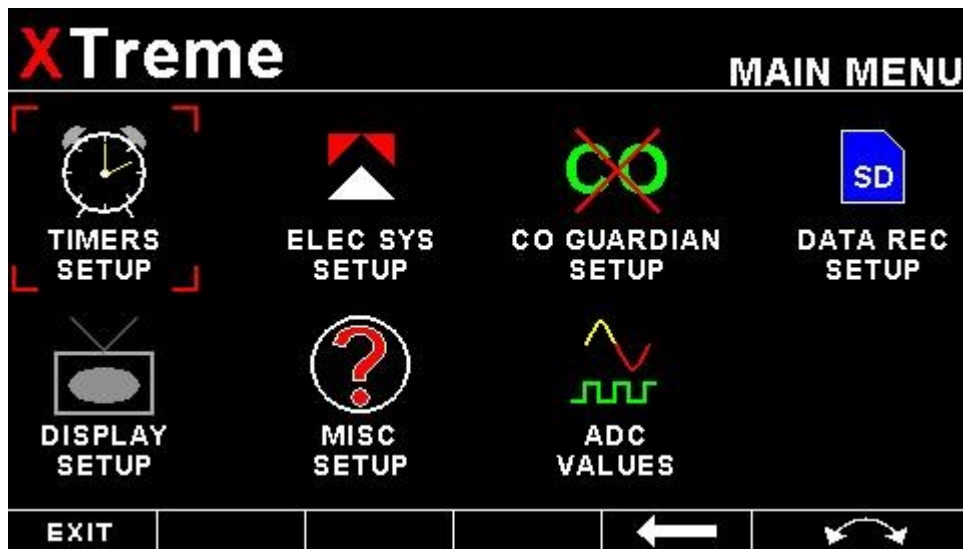 XTreme
MAIN MENU
TIMERS
SETUP
ELEC SYS
SETUP
CO
CO GUARDIAN
SETUP
SD
DATA REC
SETUP
DISPLAY
SETUP
MISC
SETUP
?
ADC
VALUES
EXIT